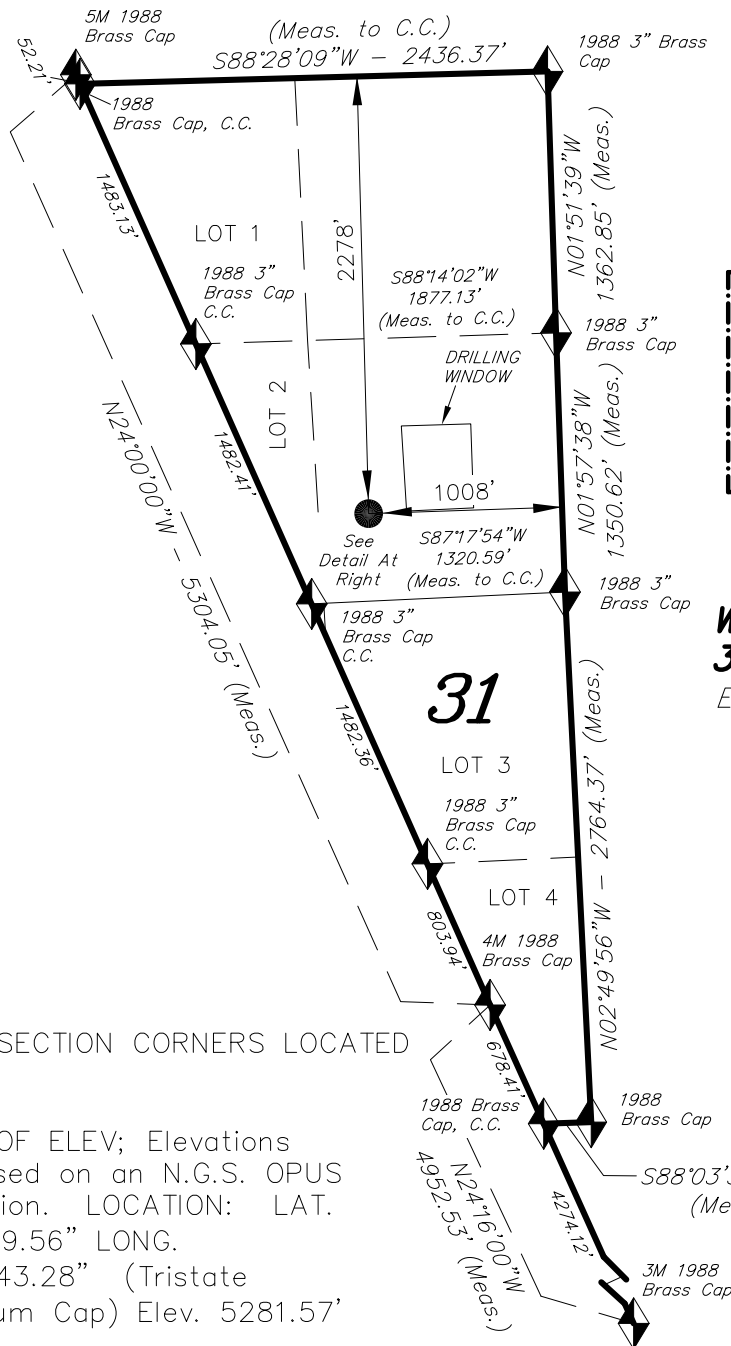 5M 1988
Brass Cap
(Meas. to C.C.)
S88°28'09"W – 2436.37'
1988 3" Brass
Cap
52.21'
1988
Brass Cap, C.C.
1483.13'
LOT 1
2278'
N01°51'39"W
1362.85' (Meas.)
1988 3"
Brass Cap
C.C.
S88°14'02"W
1877.13'
(Meas. to C.C.)
1988 3"
Brass Cap
DRILLING
WINDOW
LOT 2
N24°00'00"W – 5304.05' (Meas.)
1482.41'
N01°57'38"W
1350.62' (Meas.)
1008'
See
Detail At
Right
S87°17'54"W
1320.59'
(Meas. to C.C.)
1988 3"
Brass Cap
1988 3"
Brass Cap
C.C.
31
1482.36'
LOT 3
N02°49'56"W – 2764.37' (Meas.)
1988 3"
Brass Cap
C.C.
LOT 4
803.94'
4M 1988
Brass Cap
SECTION CORNERS LOCATED
678.41'
1988 Brass
Cap, C.C.
1988
Brass Cap
OF ELEV; Elevations
sed on an N.G.S. OPUS
ion. LOCATION: LAT.
9.56" LONG.
43.28" (Tristate
um Cap) Elev. 5281.57'
N24°16'00"W
4952.53' (Meas.)
4274.12'
S88°03'
(Me
3M 1988
Brass Cap